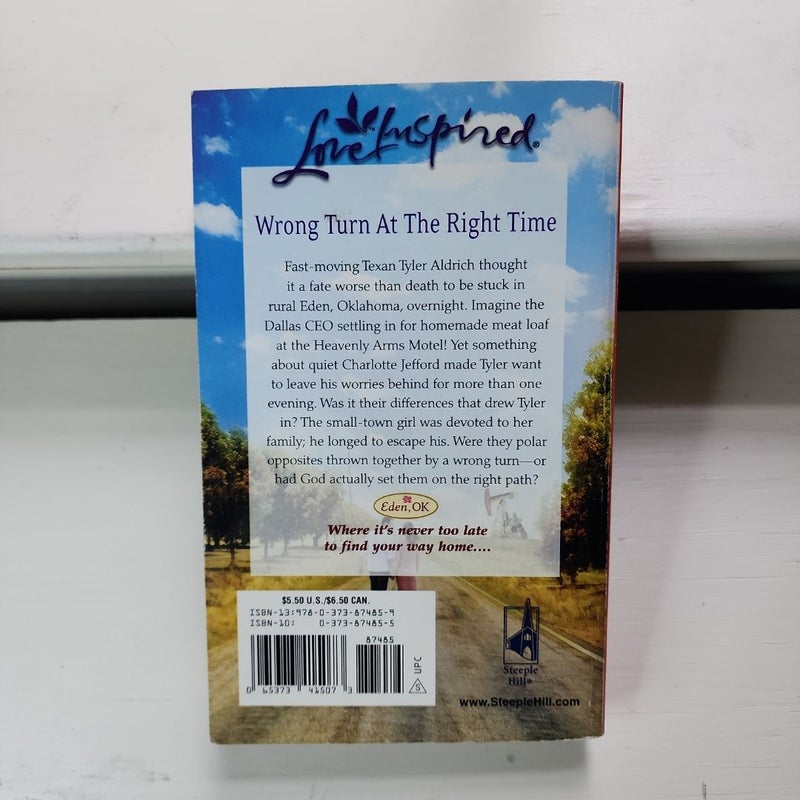 Love Inspired®
Wrong Turn At The Right Time
Fast-moving Texan Tyler Aldrich thought
it a fate worse than death to be stuck in
rural Eden, Oklahoma, overnight. Imagine the
Dallas CEO settling in for homemade meat loaf
at the Heavenly Arms Motel! Yet something
about quiet Charlotte Jefford made Tyler want
to leave his worries behind for more than one
evening. Was it their differences that drew Tyler
in? The small-town girl was devoted to her
family; he longed to escape his. Were they polar
opposites thrown together by a wrong turn—or
had God actually set them on the right path?
Eden, OK
Where it's never too late
to find your way home....
$5.50 U.S./$6.50 CAN.
ISBN-13:978-0-373-87485-9
ISBN-10: 0-373-87485-5
87485
0 65373 41507 3
UPC
S
Steeple
Hill®
www.SteepleHill.com